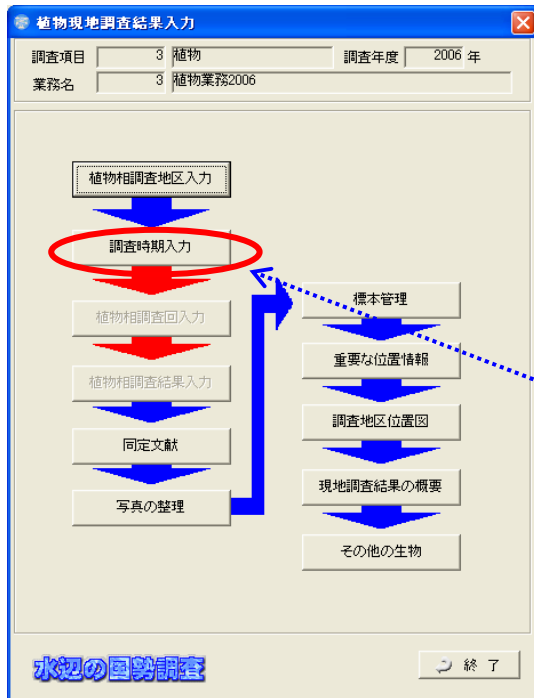 植物現地調査結果入力
調査項目 3 植物 調査年度 2006 年
業務名 3 植物業務2006
植物相調査地区入力
調査時期入力
植物相調査回入力
植物相調査結果入力
同定文献
写真の整理
標本管理
重要な位置情報
調査地区位置図
現地調査結果の概要
その他の生物
水辺の国勢調査
終 了